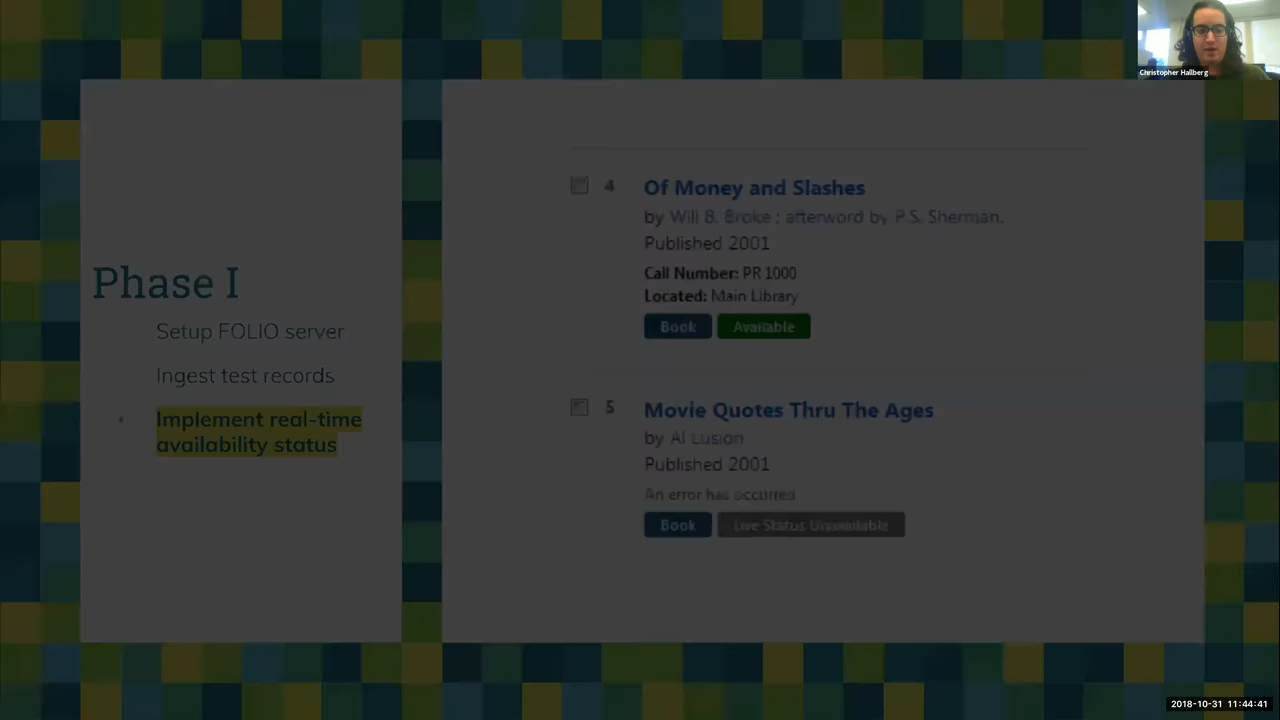 Christopher Hallberg
Phase I
Setup FOLIO server
Ingest test records
Implement real-time
availability status
4 Of Money and Slashes
by Will B. Broke ; afterword by P.S. Sherman.
Published 2001
Call Number: PR 1000
Located: Main Library
Book Available
5 Movie Quotes Thru The Ages
by Al Lusion
Published 2001
An error has occurred
Book Live Status Unavailable
2018-10-31 11:44:41